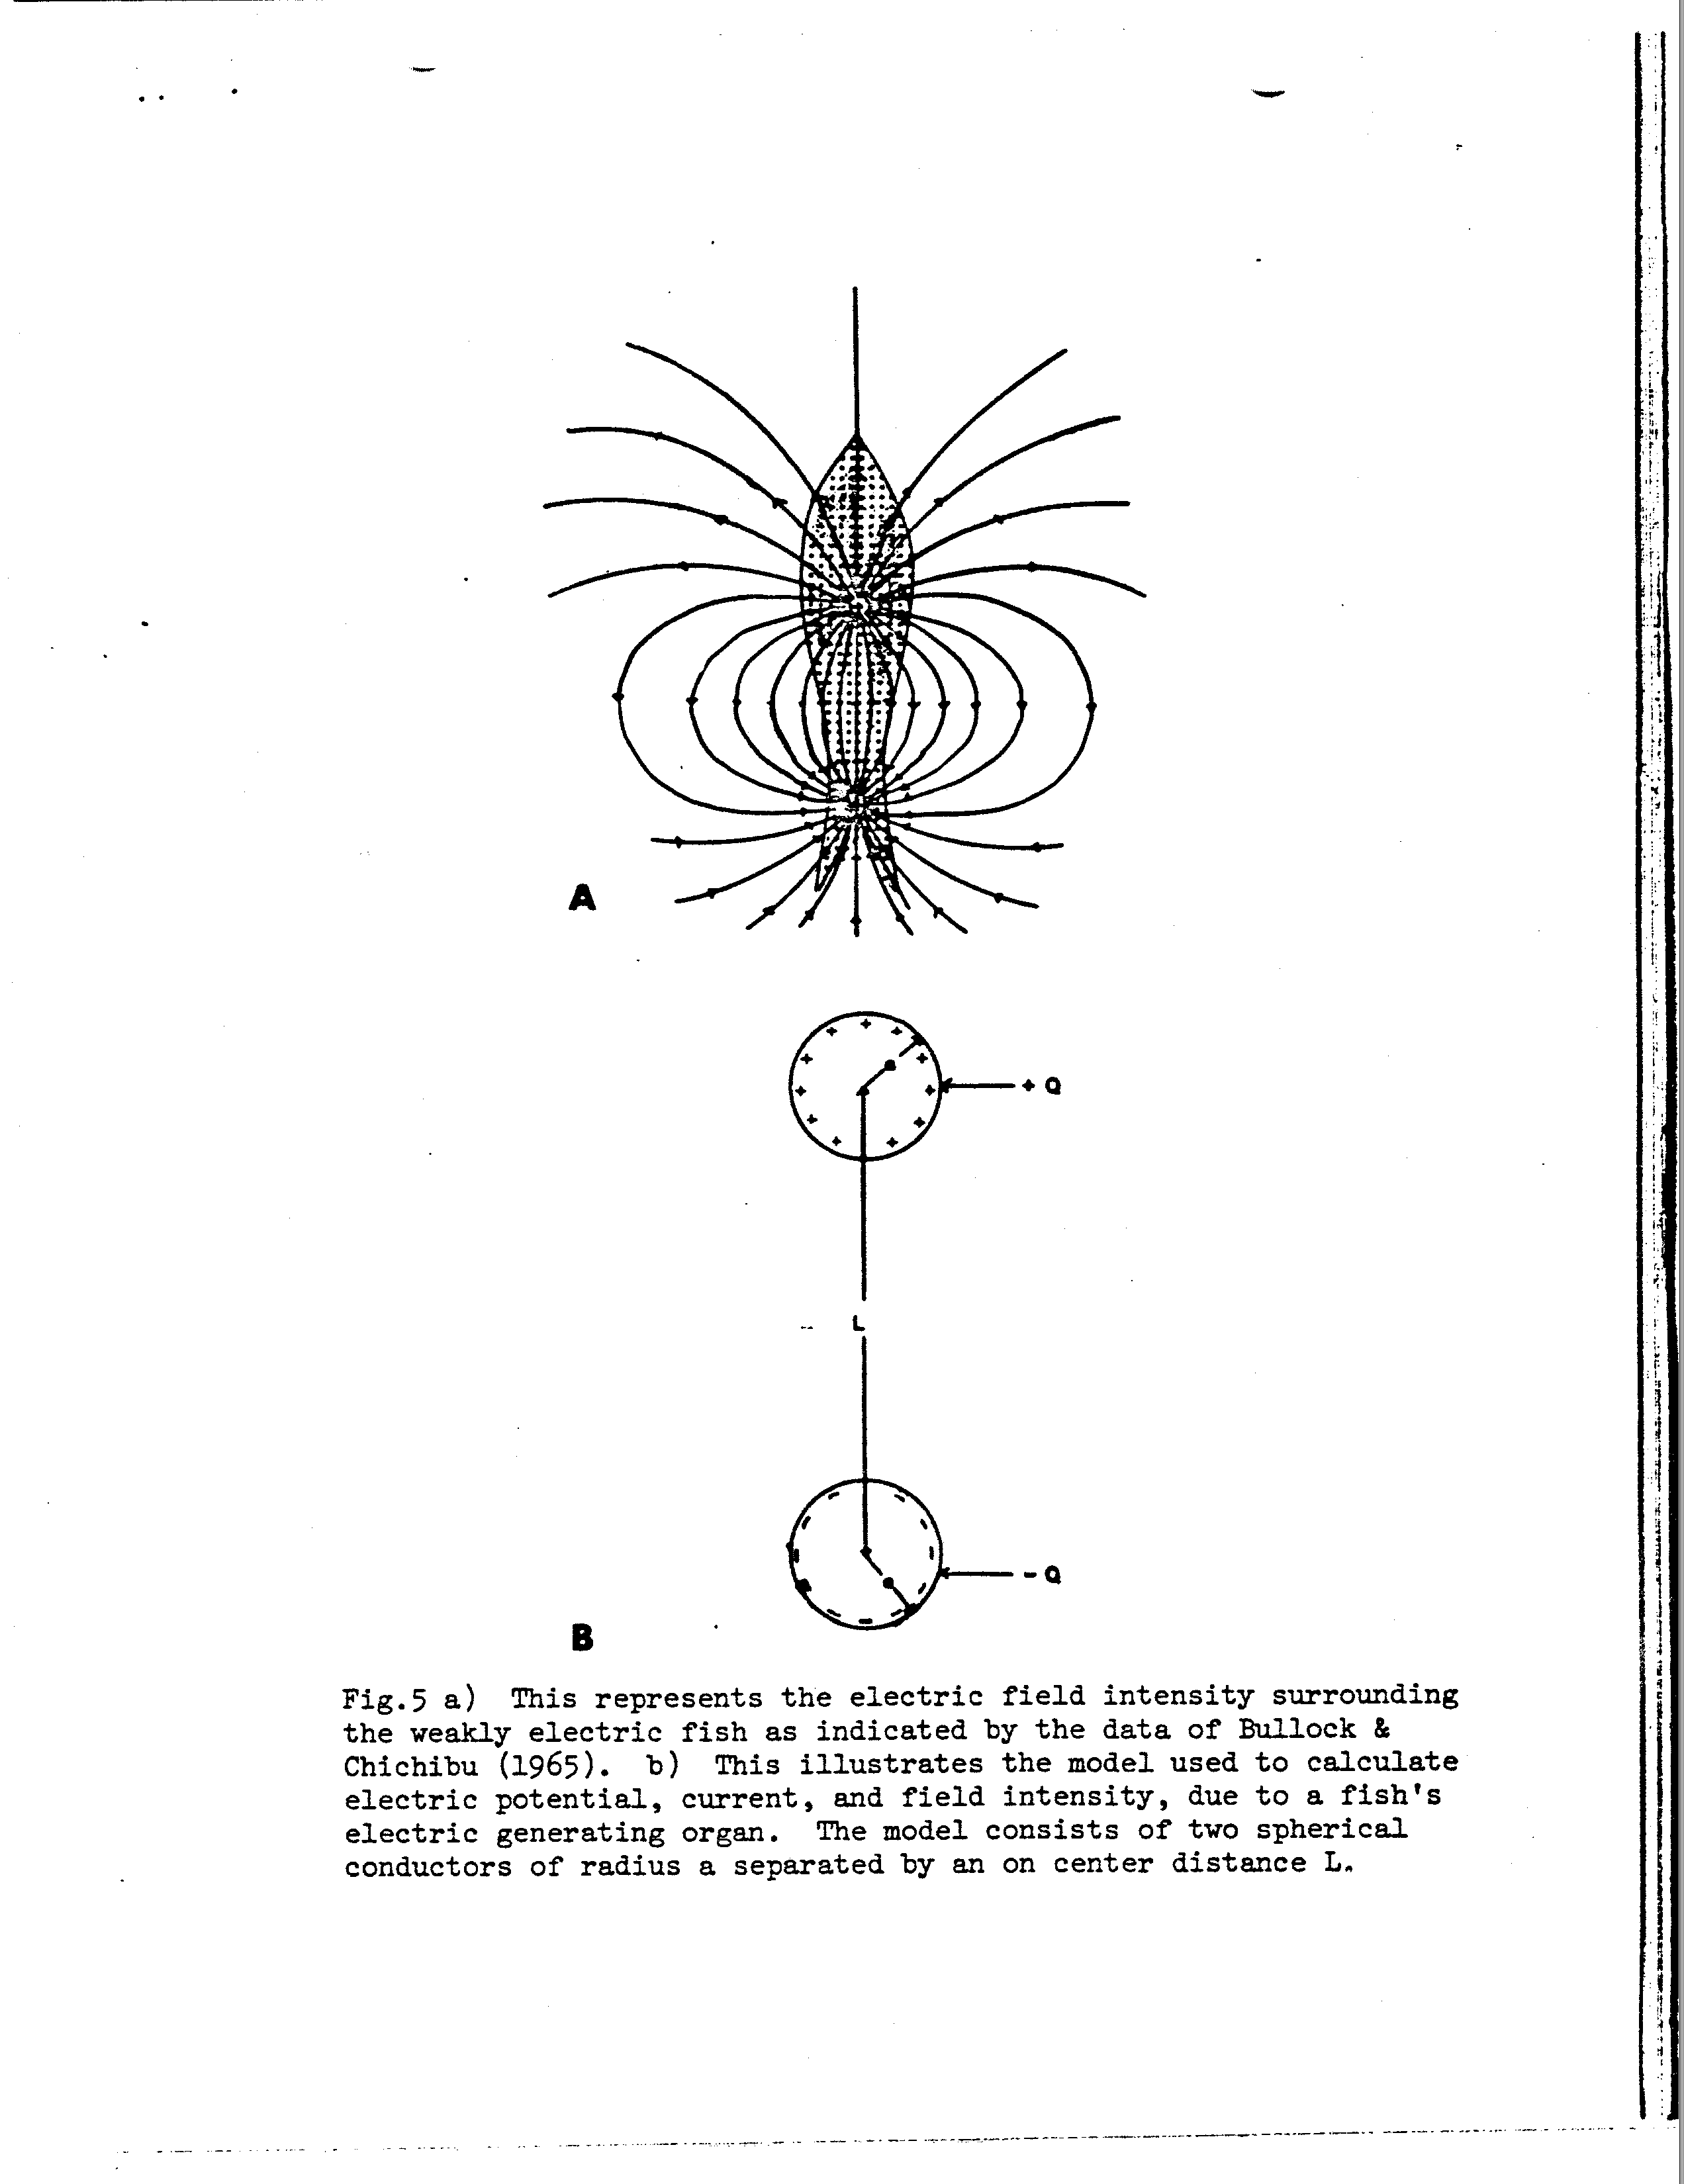 A
+ Q
L
- Q
B
Fig.5 a) This represents the electric field intensity surrounding
the weakly electric fish as indicated by the data of Bullock &
Chichibu (1965). b) This illustrates the model used to calculate
electric potential, current, and field intensity, due to a fish's
electric generating organ. The model consists of two spherical
conductors of radius a separated by an on center distance L.